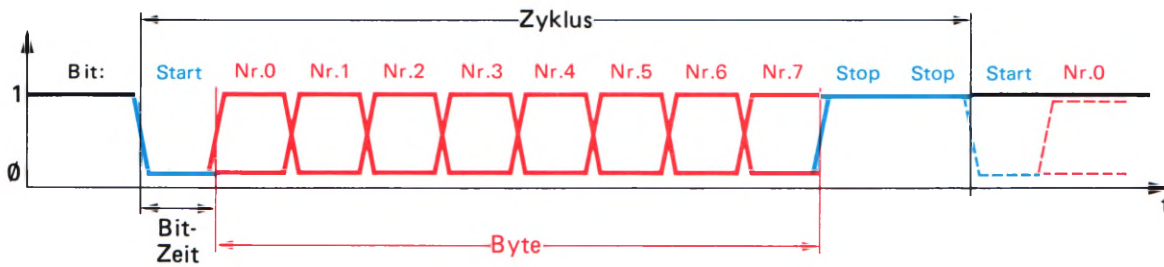 Zyklus
Bit: Start Nr.0 Nr.1 Nr.2 Nr.3 Nr.4 Nr.5 Nr.6 Nr.7 Stop Stop Start Nr.0
1
Ø
t
Bit-
Zeit
Byte